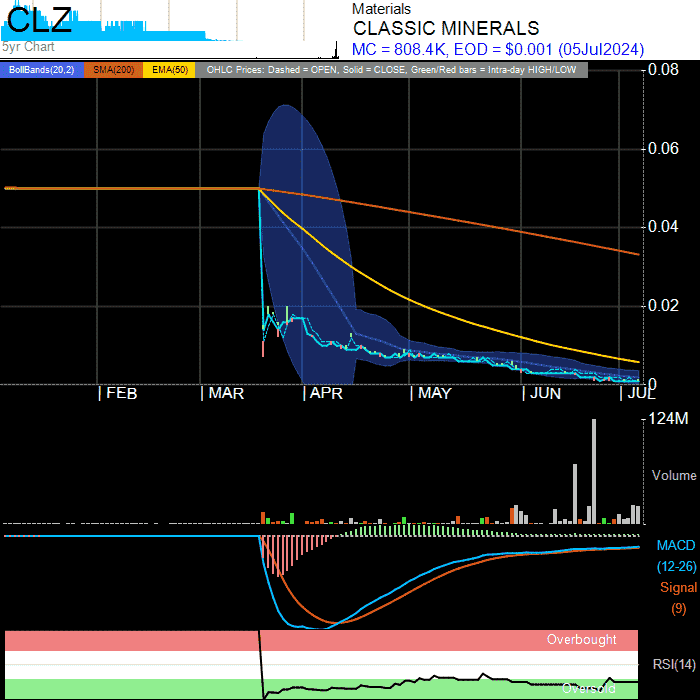 CLZ
5yr Chart
Materials
CLASSIC MINERALS
MC = 808.4K, EOD = $0.001 (05Jul2024)
BollBands(20,2) SMA(200) EMA(50) OHLC Prices: Dashed = OPEN, Solid = CLOSE, Green/Red bars = Intra-day HIGH/LOW
0.08
0.06
0.04
0.02
0
FEB MAR APR MAY JUN JUL
124M
Volume
MACD
(12-26)
Signal
(9)
Overbought
RSI(14)
Oversold